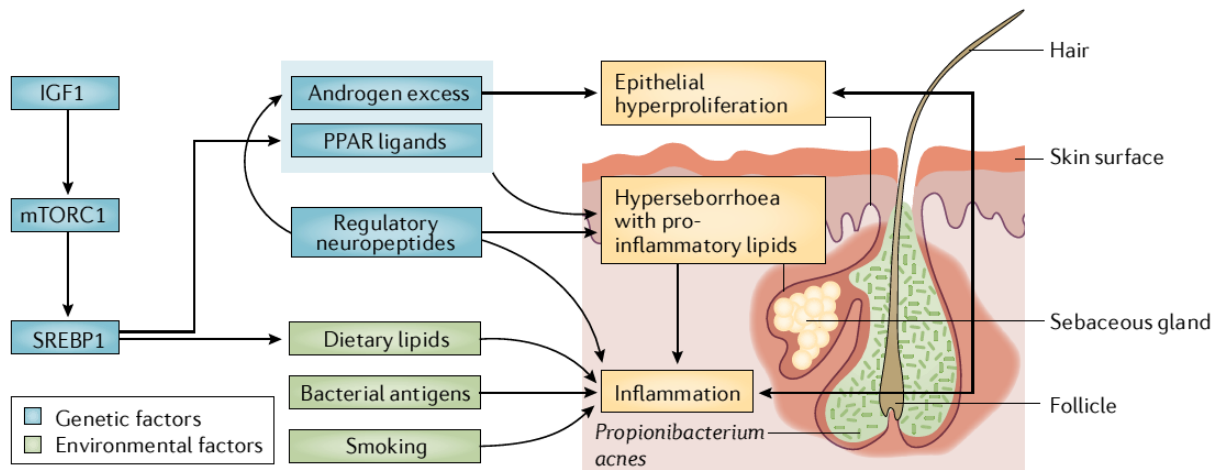 IGF1
mTORC1
SREBP1
Genetic factors
Environmental factors
Androgen excess
PPAR ligands
Regulatory
neuropeptides
Dietary lipids
Bacterial antigens
Smoking
Epithelial
hyperproliferation
Hyperseborrhoea
with pro-
inflammatory lipids
Inflammation
Propionibacterium
acnes
Hair
Skin surface
Sebaceous gland
Follicle